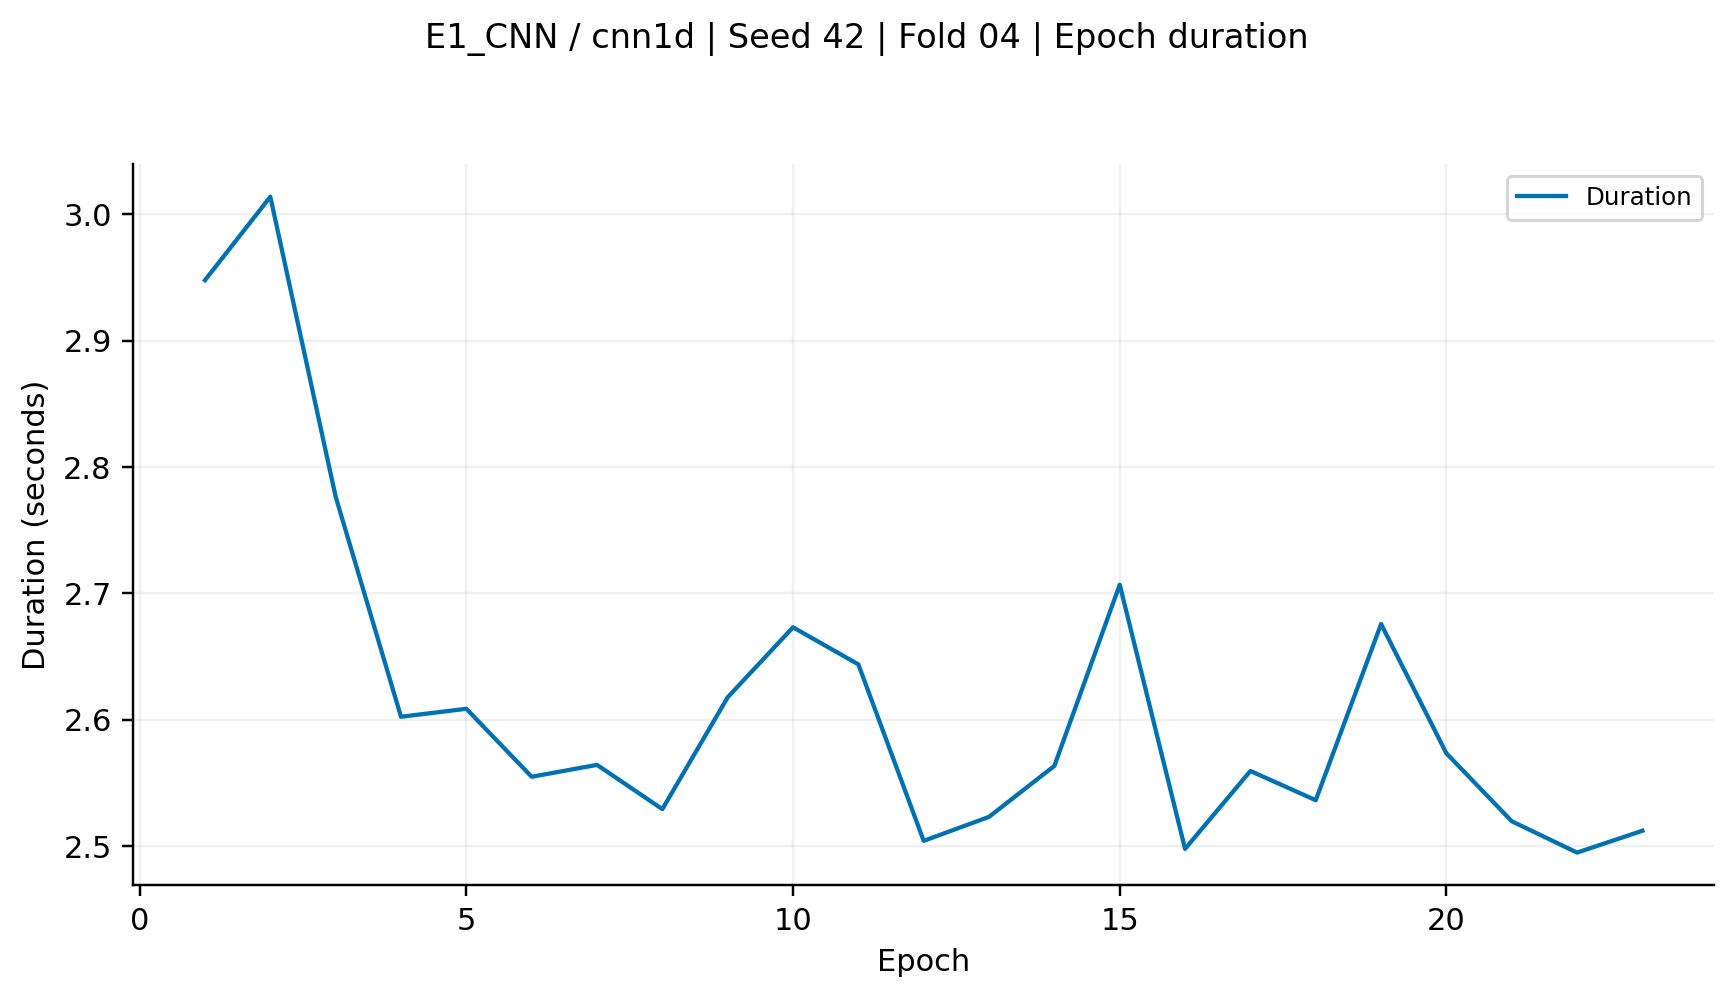 E1_CNN / cnn1d | Seed 42 | Fold 04 | Epoch duration
Duration
3.0
2.9
2.8
2.7
2.6
2.5
Duration (seconds)
0 5 10 15 20
Epoch